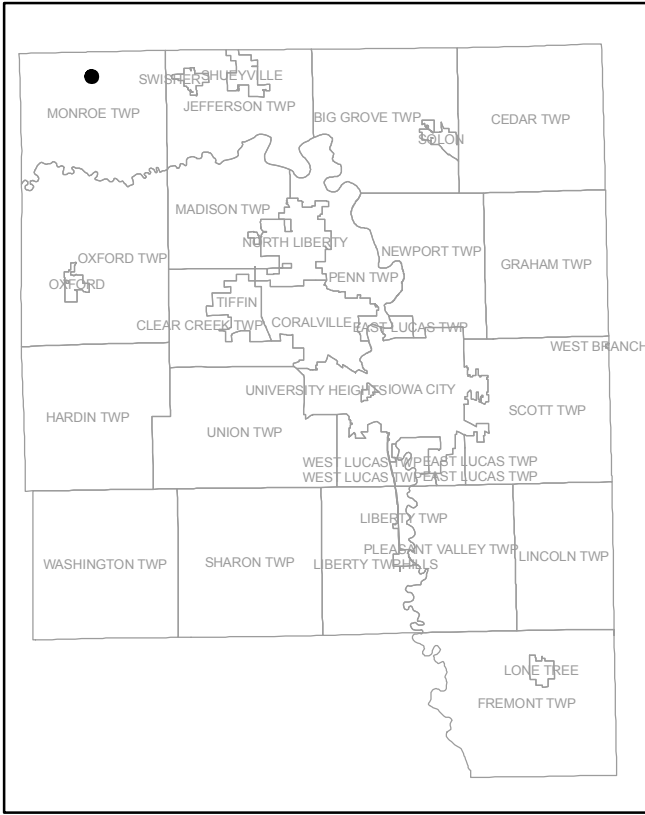 SHUEYVILLE
SWISHER
JEFFERSON TWP
MONROE TWP
BIG GROVE TWP
CEDAR TWP
SOLON
MADISON TWP
NORTH LIBERTY
NEWPORT TWP
OXFORD TWP
GRAHAM TWP
PENN TWP
OXFORD
TIFFIN
CLEAR CREEK TWP
CORALVILLE
EAST LUCAS TWP
WEST BRANCH
UNIVERSITY HEIGHTS
IOWA CITY
HARDIN TWP
SCOTT TWP
UNION TWP
WEST LUCAS TWP
EAST LUCAS TWP
WEST LUCAS TWP
EAST LUCAS TWP
LIBERTY TWP
PLEASANT VALLEY TWP
LINCOLN TWP
WASHINGTON TWP
SHARON TWP
LIBERTY TWP
HILLS
LONE TREE
FREMONT TWP